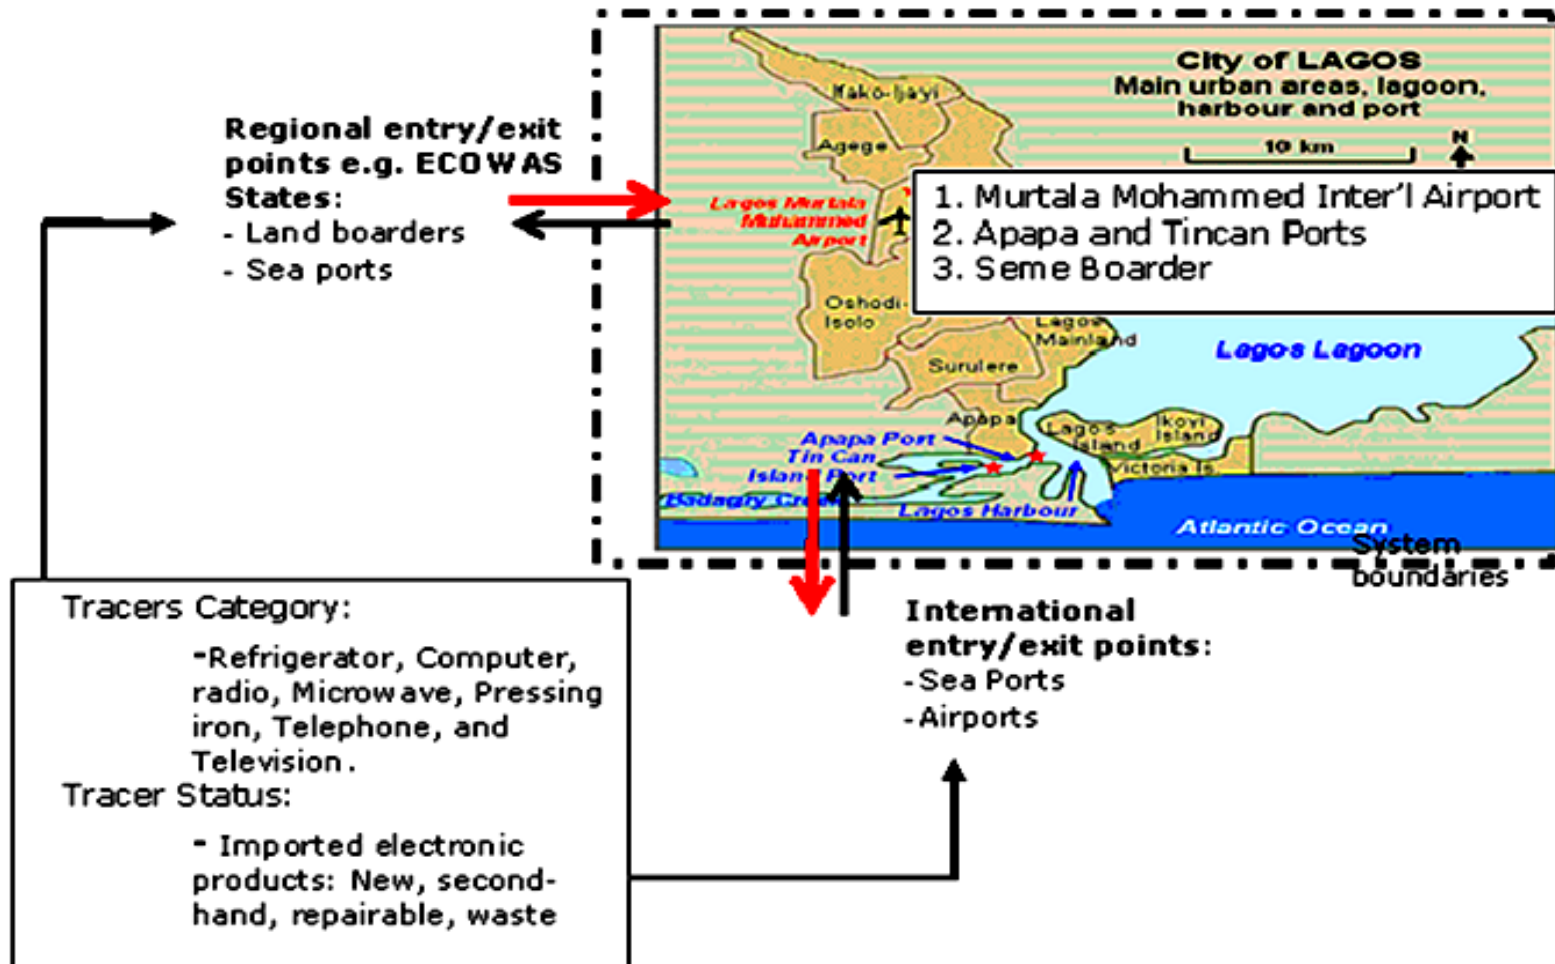 City of LAGOS
Main urban areas, lagoon,
harbour and port
10 km
N
Ifako-Ijayi
Agege
Lagos Murtala
Muhammed
Airport
Oshodi-
Isolo
Lagos
Mainland
Surulere
Lagos Lagoon
Apapa
Lagos
Island
Ikoyi
Island
Victoria Is.
Apapa Port
Tin Can
Island Port
Badagry Creek
Lagos Harbour
Atlantic Ocean
1. Murtala Mohammed Inter'l Airport
2. Apapa and Tincan Ports
3. Seme Boarder
System
boundaries
Regional entry/exit
points e.g. ECOWAS
States:
- Land boarders
- Sea ports
Tracers Category:
-Refrigerator, Computer,
radio, Microwave, Pressing
iron, Telephone, and
Television.
Tracer Status:
- Imported electronic
products: New, second-
hand, repairable, waste
International
entry/exit points:
-Sea Ports
-Airports